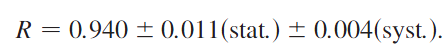 R = 0.940 ± 0.011(stat.) ± 0.004(syst.).